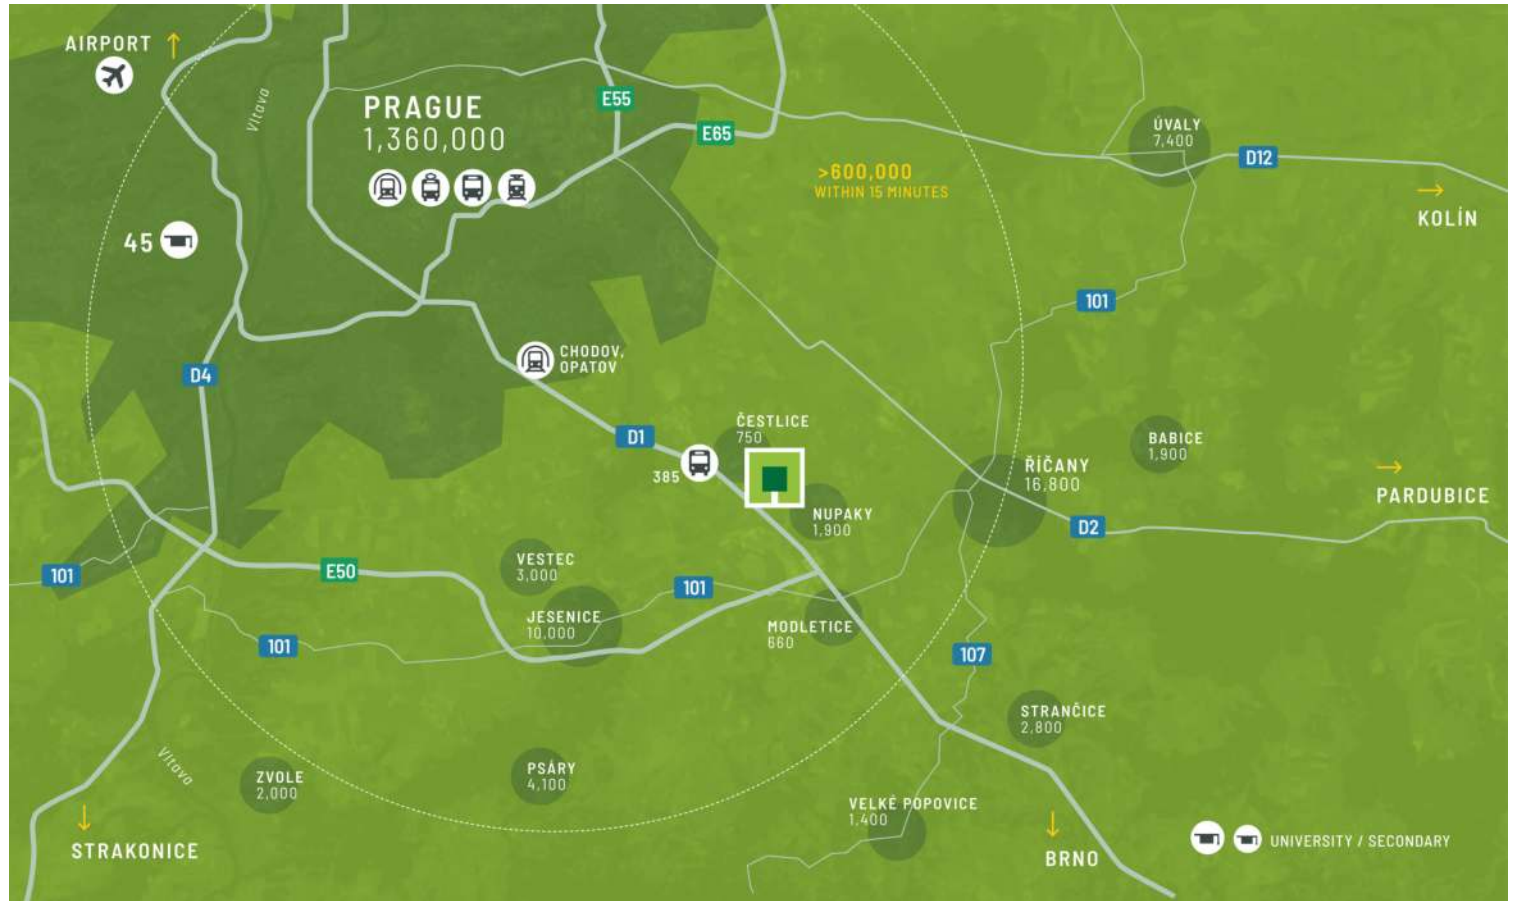 AIRPORT
Vltava
PRAGUE
1,360,000
E55
E65
ÚVALY
7,400
D12
>600,000
WITHIN 15 MINUTES
KOLÍN
45
101
CHODOV,
OPATOV
D4
D1
ČESTLICE
750
385
BABICE
1,900
ŘÍČANY
16,800
PARDUBICE
NUPAKY
1,900
D2
VESTEC
3,000
101
E50
101
JESENICE
10,000
MODLETICE
660
101
107
STRANČICE
2,800
Vltava
ZVOLE
2,000
PSÁRY
4,100
VELKÉ POPOVICE
1,400
STRAKONICE
BRNO
UNIVERSITY / SECONDARY